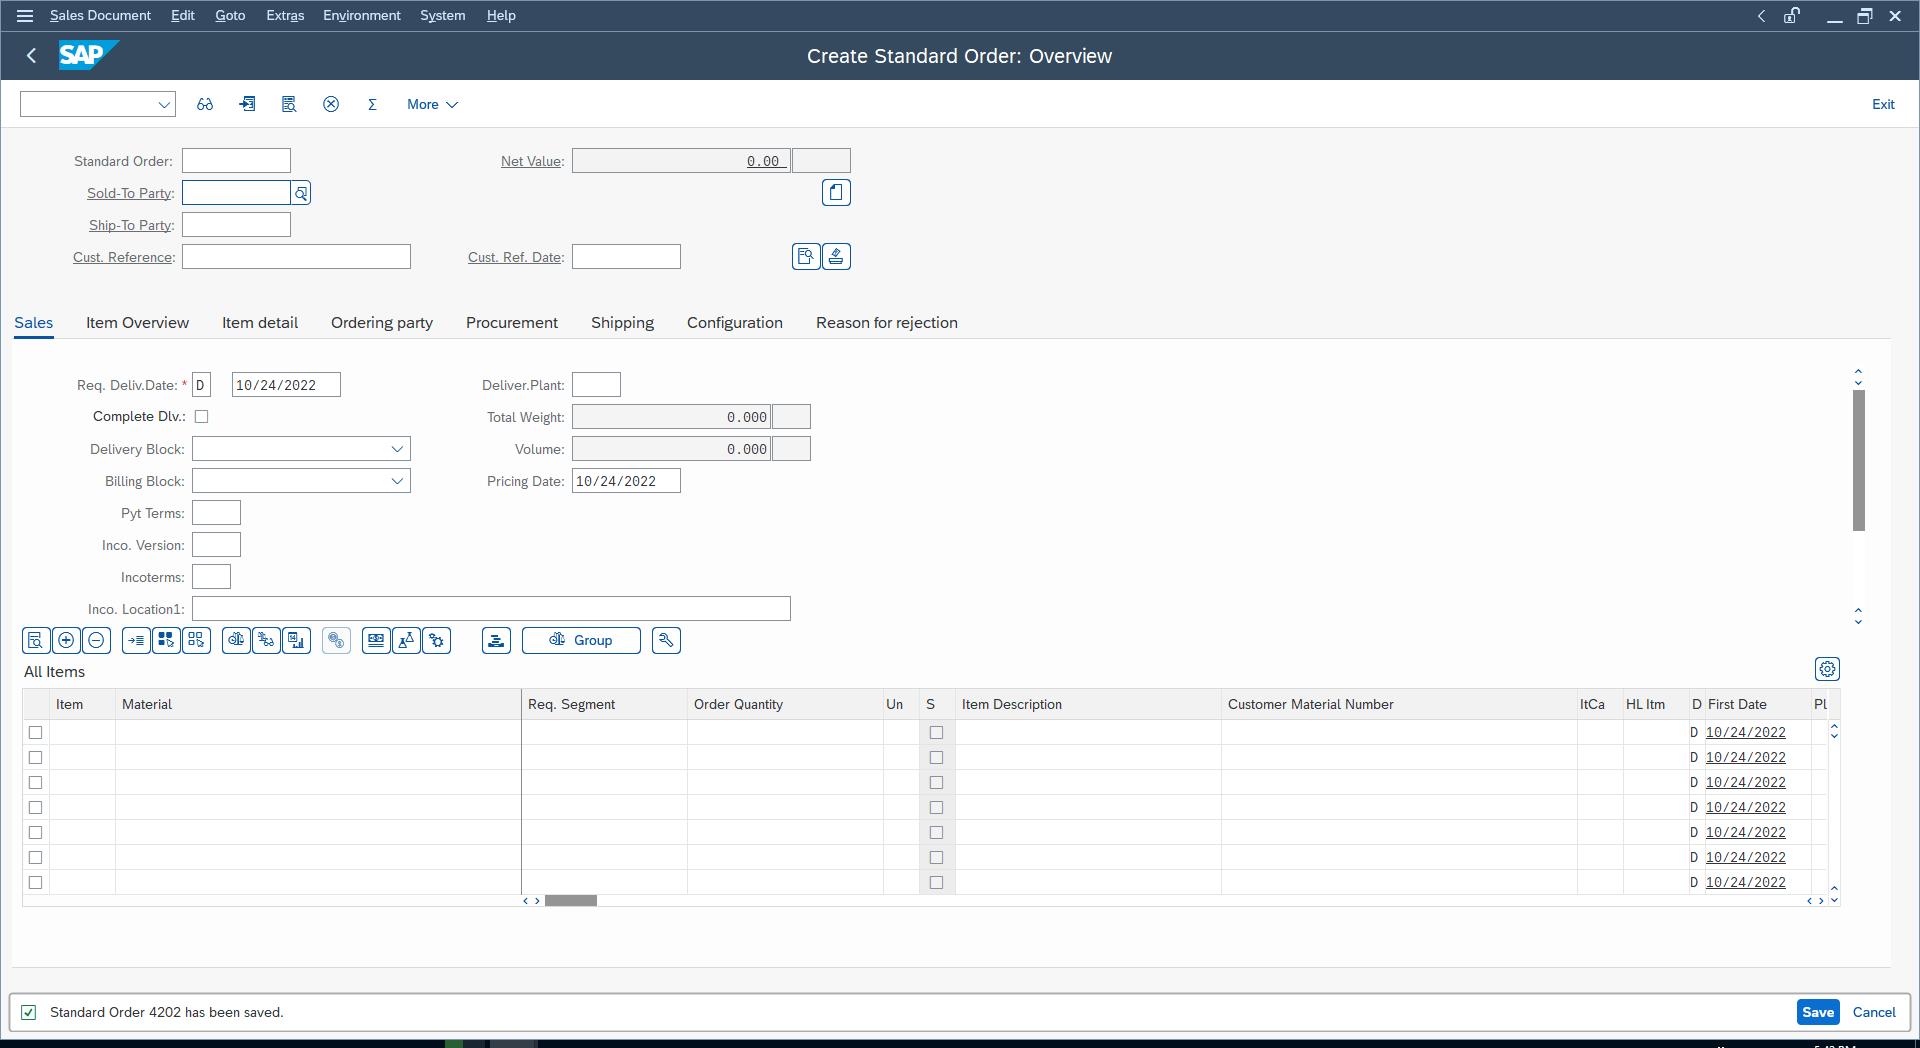 Sales Document Edit Goto Extras Environment System Help
SAP Create Standard Order: Overview
More Exit
Standard Order: Net Value: 0.00
Sold-To Party:
Ship-To Party:
Cust. Reference: Cust. Ref. Date:
Sales Item Overview Item detail Ordering party Procurement Shipping Configuration Reason for rejection
Req. Deliv.Date: * D 10/24/2022 Deliver.Plant:
Complete Dlv.: Total Weight: 0.000
Delivery Block: Volume: 0.000
Billing Block: Pricing Date: 10/24/2022
Pyt Terms:
Inco. Version:
Incoterms:
Inco. Location1:
Group
All Items
Item Material Req. Segment Order Quantity Un S Item Description Customer Material Number ItCa HL Itm D First Date Pl
D 10/24/2022
D 10/24/2022
D 10/24/2022
D 10/24/2022
D 10/24/2022
D 10/24/2022
D 10/24/2022
Standard Order 4202 has been saved. Save Cancel